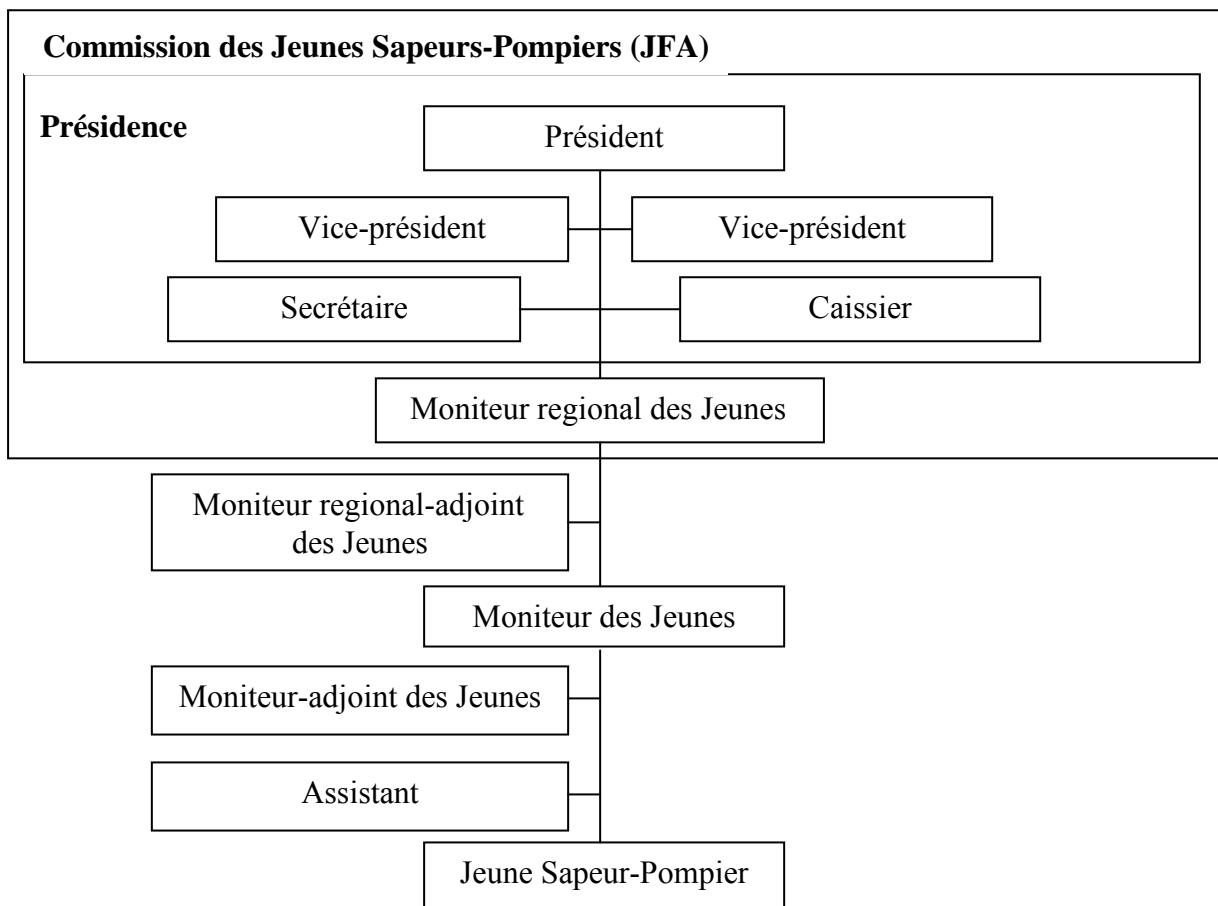 Commission des Jeunes Sapeurs-Pompiers (JFA)
Présidence
Président
Vice-président
Vice-président
Secrétaire
Caissier
Moniteur regional des Jeunes
Moniteur regional-adjoint
des Jeunes
Moniteur des Jeunes
Moniteur-adjoint des Jeunes
Assistant
Jeune Sapeur-Pompier